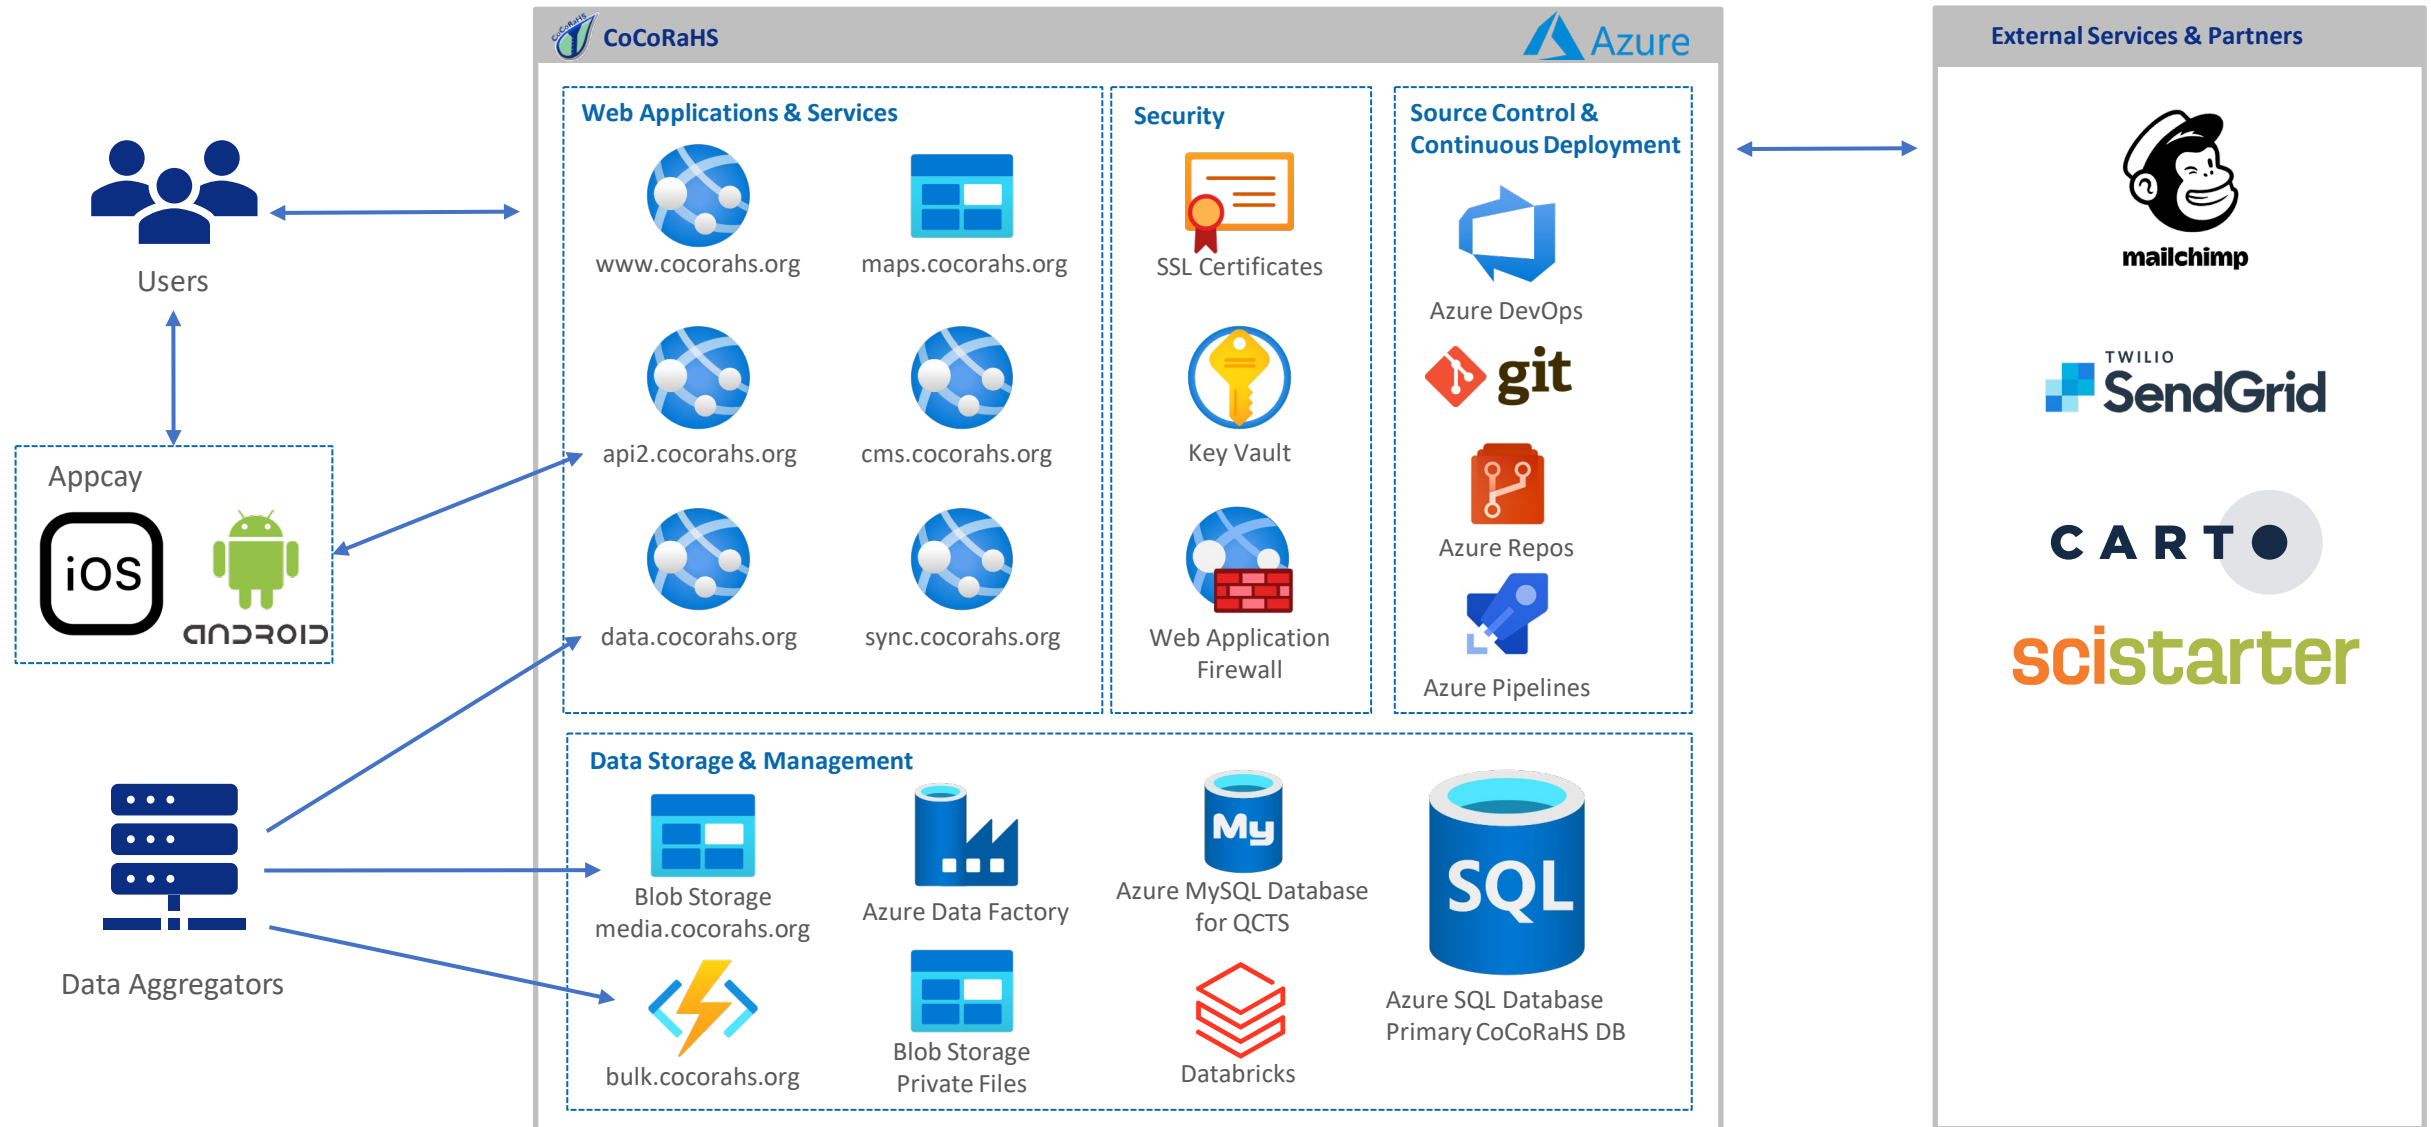 CoCoRaHS
CoCoRaHS
Azure
External Services & Partners
Users
Appcay
iOS
android
Data Aggregators
Web Applications & Services
www.cocorahs.org
maps.cocorahs.org
api2.cocorahs.org
cms.cocorahs.org
data.cocorahs.org
sync.cocorahs.org
Security
SSL Certificates
Key Vault
Web Application
Firewall
Source Control &
Continuous Deployment
Azure DevOps
git
Azure Repos
Azure Pipelines
Data Storage & Management
Blob Storage
media.cocorahs.org
Azure Data Factory
My
Azure MySQL Database
for QCTS
SQL
Azure SQL Database
Primary CoCoRaHS DB
bulk.cocorahs.org
Blob Storage
Private Files
Databricks
mailchimp
TWILIO
SendGrid
CARTO
scistarter